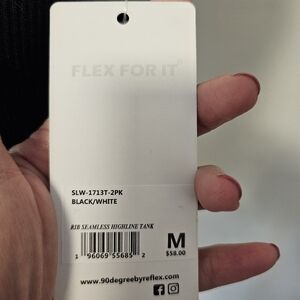 FLEX FOR IT®
SLW-1713T-2PK
BLACK/WHITE
RIB SEAMLESS HIGHLINE TANK
1 96069 55685 2
M
$58.00
www.90degreebyreflex.com